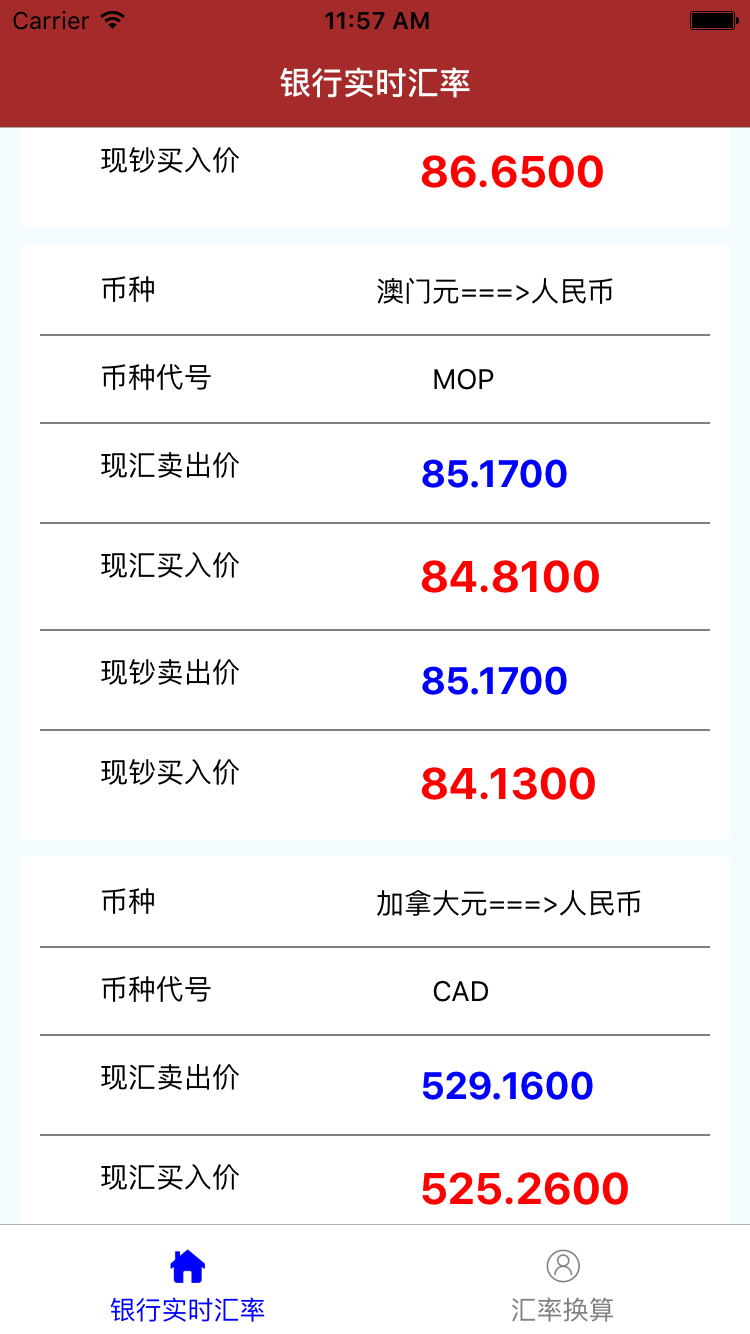 Carrier 11:57 AM
银行实时汇率
现钞买入价 86.6500
币种 澳门元===>人民币
币种代号 MOP
现汇卖出价 85.1700
现汇买入价 84.8100
现钞卖出价 85.1700
现钞买入价 84.1300
币种 加拿大元===>人民币
币种代号 CAD
现汇卖出价 529.1600
现汇买入价 525.2600
银行实时汇率 汇率换算